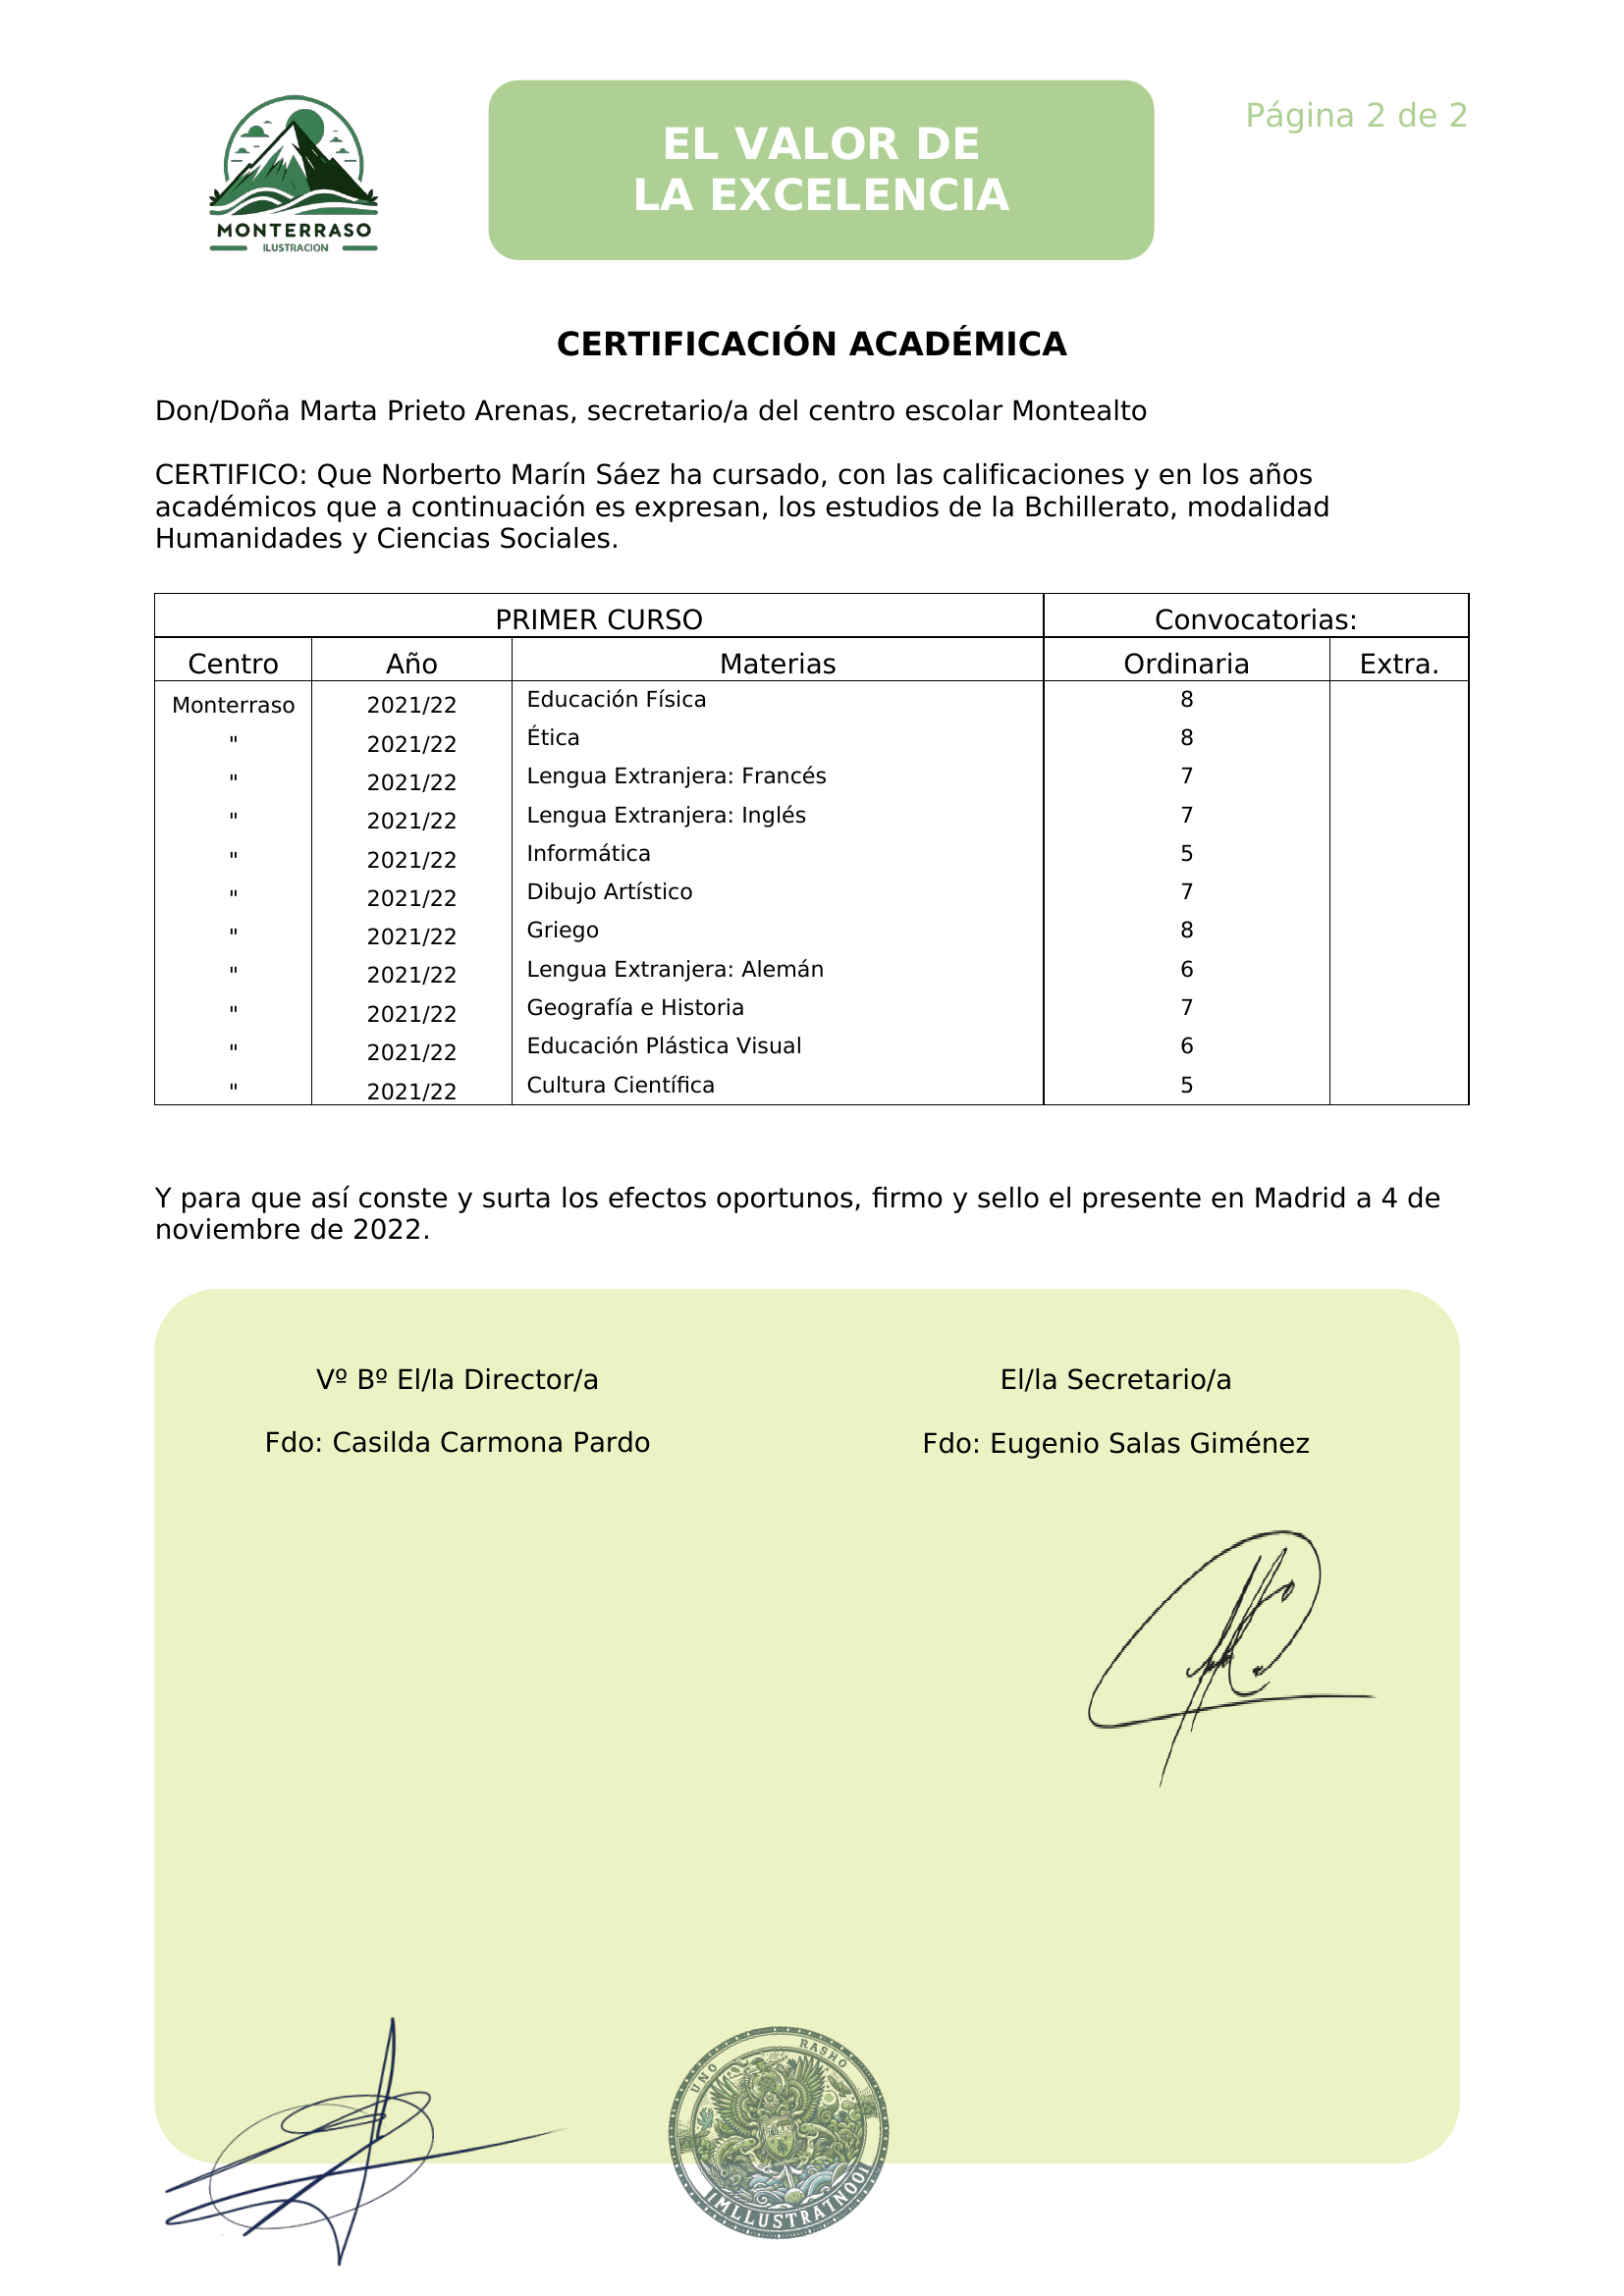 MONTERRASO
ILUSTRACION
EL VALOR DE
LA EXCELENCIA
Página 2 de 2
CERTIFICACIÓN ACADÉMICA
Don/Doña Marta Prieto Arenas, secretario/a del centro escolar Montealto
CERTIFICO: Que Norberto Marín Sáez ha cursado, con las calificaciones y en los años
académicos que a continuación es expresan, los estudios de la Bchillerato, modalidad
Humanidades y Ciencias Sociales.
PRIMER CURSO Convocatorias:
Centro Año Materias Ordinaria Extra.
Monterraso 2021/22 Educación Física 8
" 2021/22 Ética 8
" 2021/22 Lengua Extranjera: Francés 7
" 2021/22 Lengua Extranjera: Inglés 7
" 2021/22 Informática 5
" 2021/22 Dibujo Artístico 7
" 2021/22 Griego 8
" 2021/22 Lengua Extranjera: Alemán 6
" 2021/22 Geografía e Historia 7
" 2021/22 Educación Plástica Visual 6
" 2021/22 Cultura Científica 5
Y para que así conste y surta los efectos oportunos, firmo y sello el presente en Madrid a 4 de
noviembre de 2022.
Vº Bº El/la Director/a El/la Secretario/a
Fdo: Casilda Carmona Pardo Fdo: Eugenio Salas Giménez
UNO RASHO
IMLLUSTRATNOOI